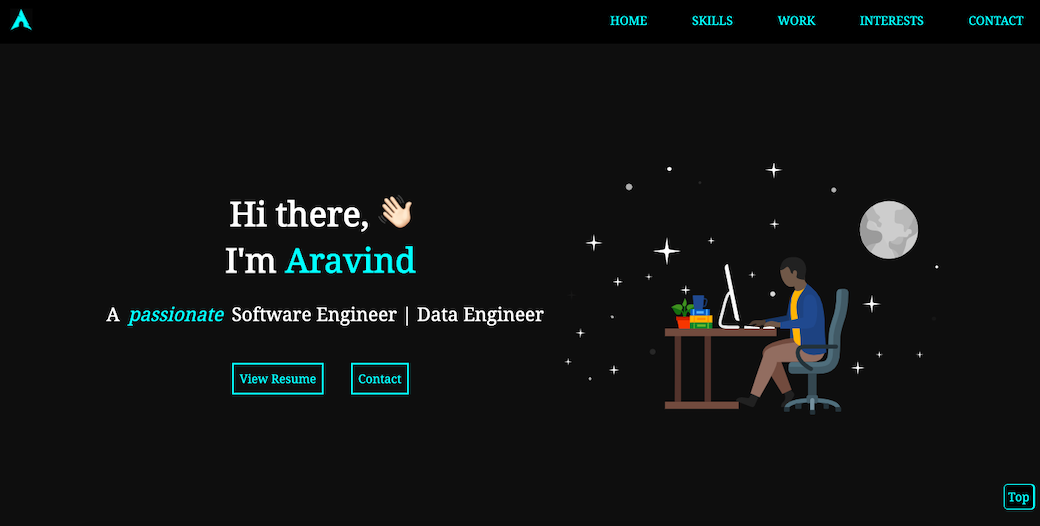 HOME SKILLS WORK INTERESTS CONTACT
Hi there, 👋🏻
I'm Aravind
A passionate Software Engineer | Data Engineer
View Resume Contact
Top